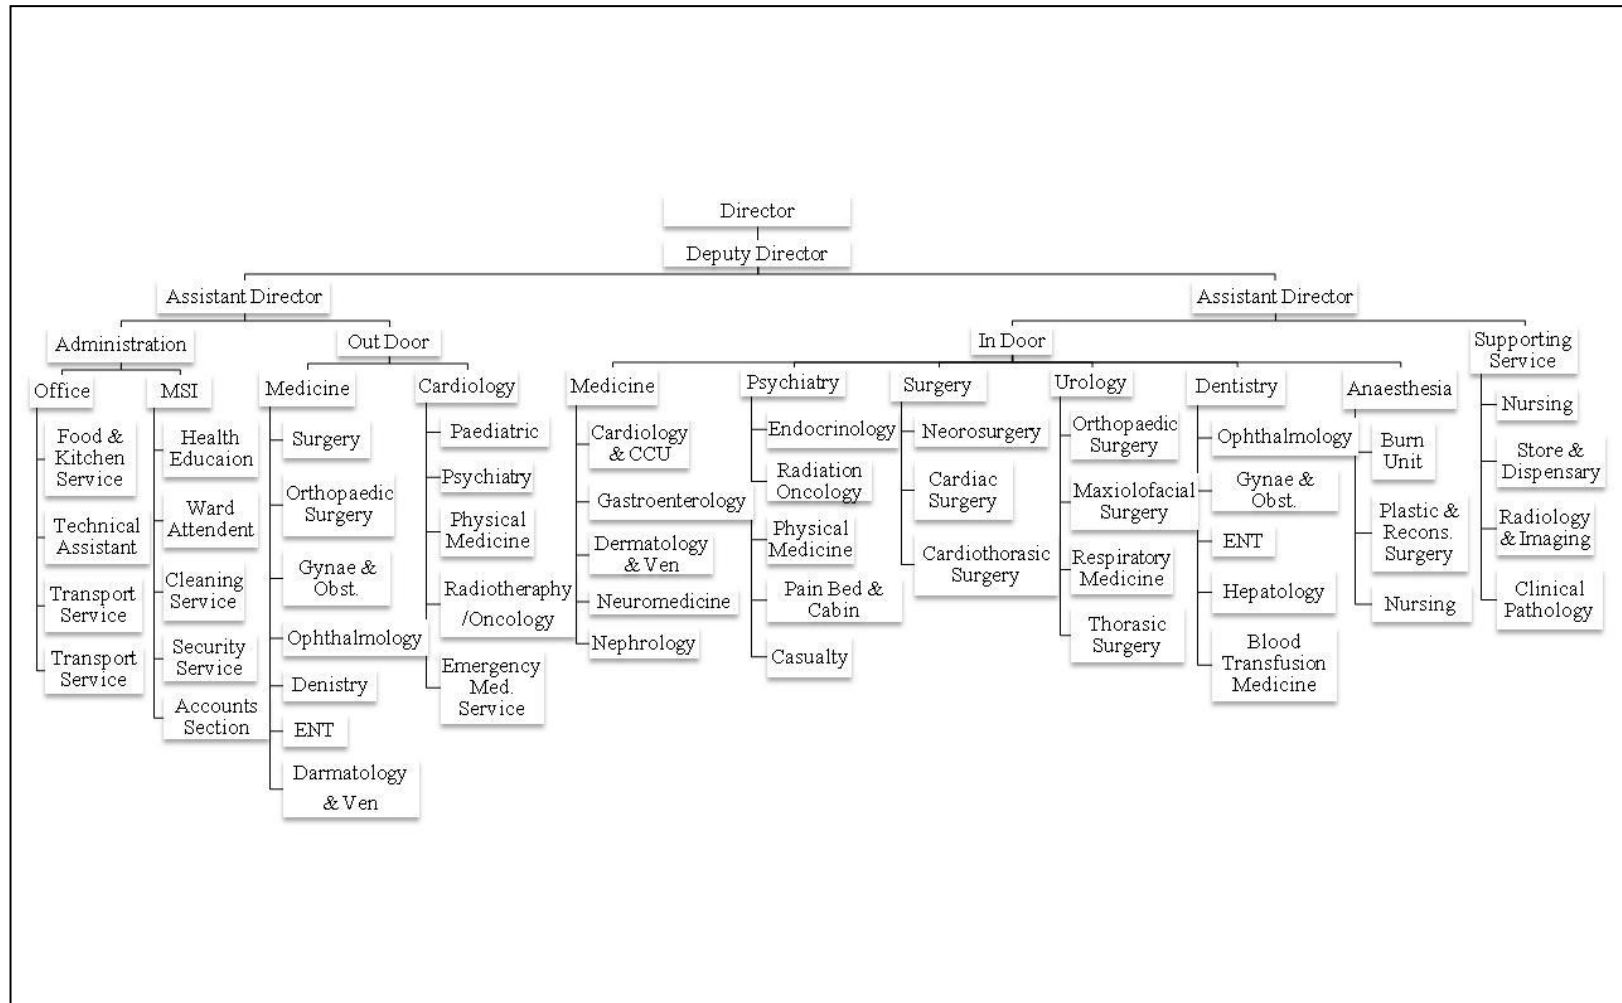 Director
Deputy Director
Assistant Director
Assistant Director
Administration
Out Door
In Door
Supporting
Service
Office
MSI
Medicine
Cardiology
Medicine
Psychiatry
Surgery
Urology
Dentistry
Anaesthesia
Food &
Kitchen
Service
Technical
Assistant
Transport
Service
Transport
Service
Health
Educaion
Ward
Attendent
Cleaning
Service
Security
Service
Accounts
Section
Surgery
Orthopaedic
Surgery
Gynae &
Obst.
Ophthalmology
Denistry
ENT
Darmatology
& Ven
Paediatric
Psychiatry
Physical
Medicine
Radiotheraphy
/Oncology
Emergency
Med.
Service
Cardiology
& CCU
Gastroenterology
Dermatology
& Ven
Neuromedicine
Nephrology
Endocrinology
Radiation
Oncology
Physical
Medicine
Pain Bed &
Cabin
Casualty
Neorosurgery
Cardiac
Surgery
Cardiothorasic
Surgery
Orthopaedic
Surgery
Maxiolofacial
Surgery
Respiratory
Medicine
Thorasic
Surgery
Ophthalmology
Gynae &
Obst.
ENT
Hepatology
Blood
Transfusion
Medicine
Burn
Unit
Plastic &
Recons.
Surgery
Nursing
Nursing
Store &
Dispensary
Radiology
& Imaging
Clinical
Pathology